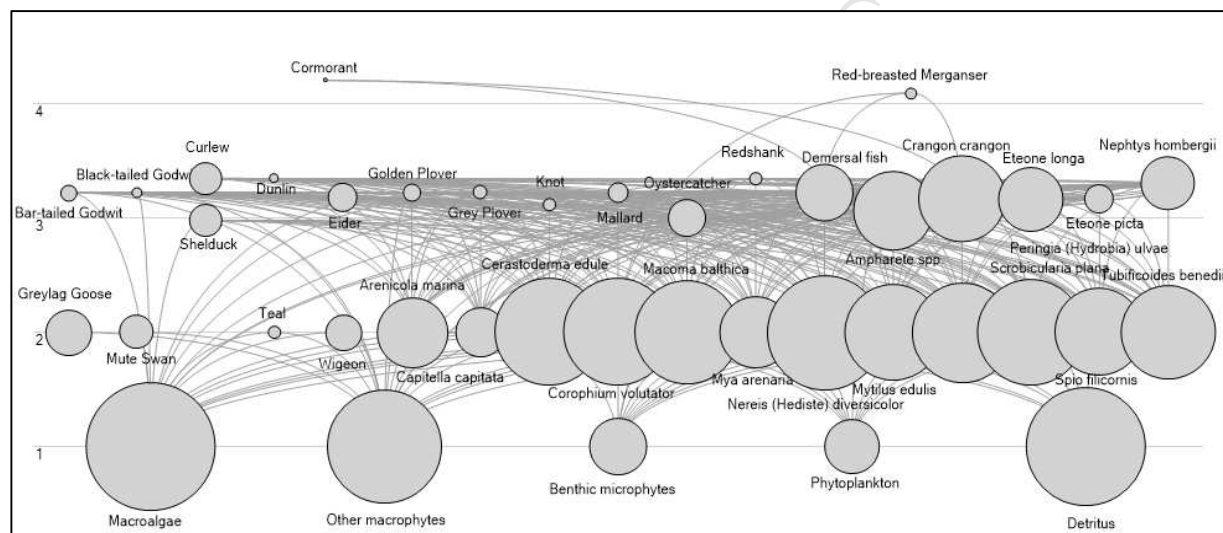 Cormorant
Red-breasted Merganser
4
Curlew
Crangon crangon
Nephtys hombergii
Redshank
Demersal fish
Eteone longa
Black-tailed Godw
Golden Plover
Knot
Oystercatcher
Dunlin
Bar-tailed Godwit
Grey Plover
Mallard
Eteone picta
3
Shelduck
Eider
Peringia (Hydrobia) ulvae
Cerastoderma edule
Macoma balthica
Ampharete spp
Scrobicularia plana
Tubificoides benedii
Arenicola marina
Greylag Goose
Teal
2
Mute Swan
Wigeon
Capitella capitata
Mya arenaria
Mytilus edulis
Spio filicornis
Corophium volutator
Nereis (Hediste) diversicolor
1
Benthic microphytes
Phytoplankton
Macroalgae
Other macrophytes
Detritus